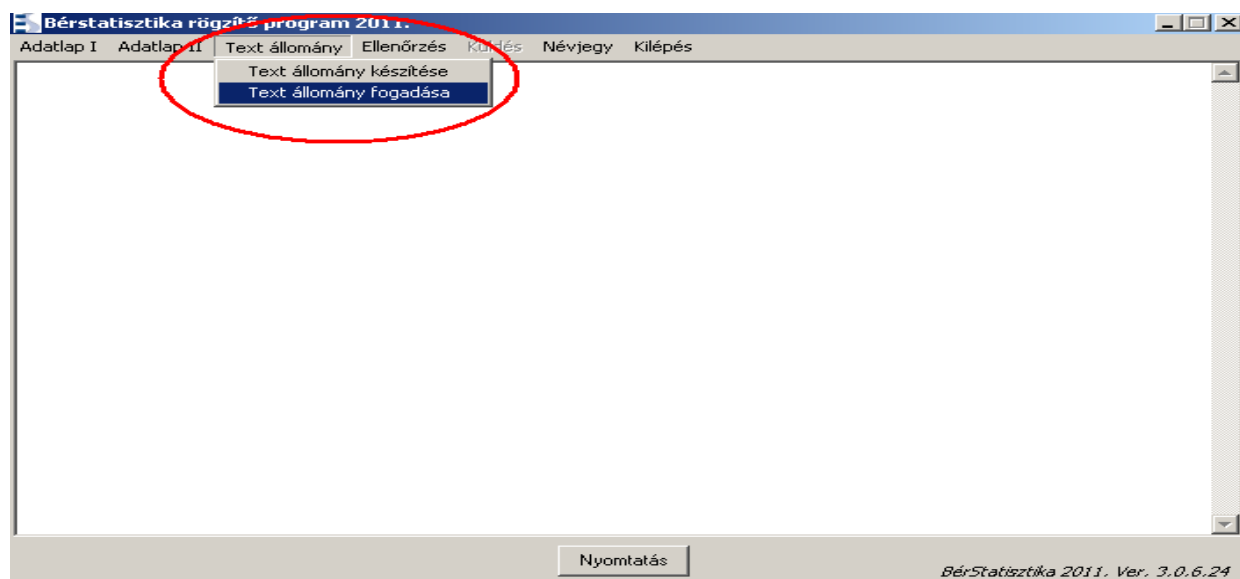 Bérstatisztika rögzítő program 2011.
Adatlap I Adatlap II Text állomány Ellenőrzés Küldés Névjegy Kilépés
Text állomány készítése
Text állomány fogadása
Nyomtatás
BérStatisztika 2011. Ver. 3.0.6.24